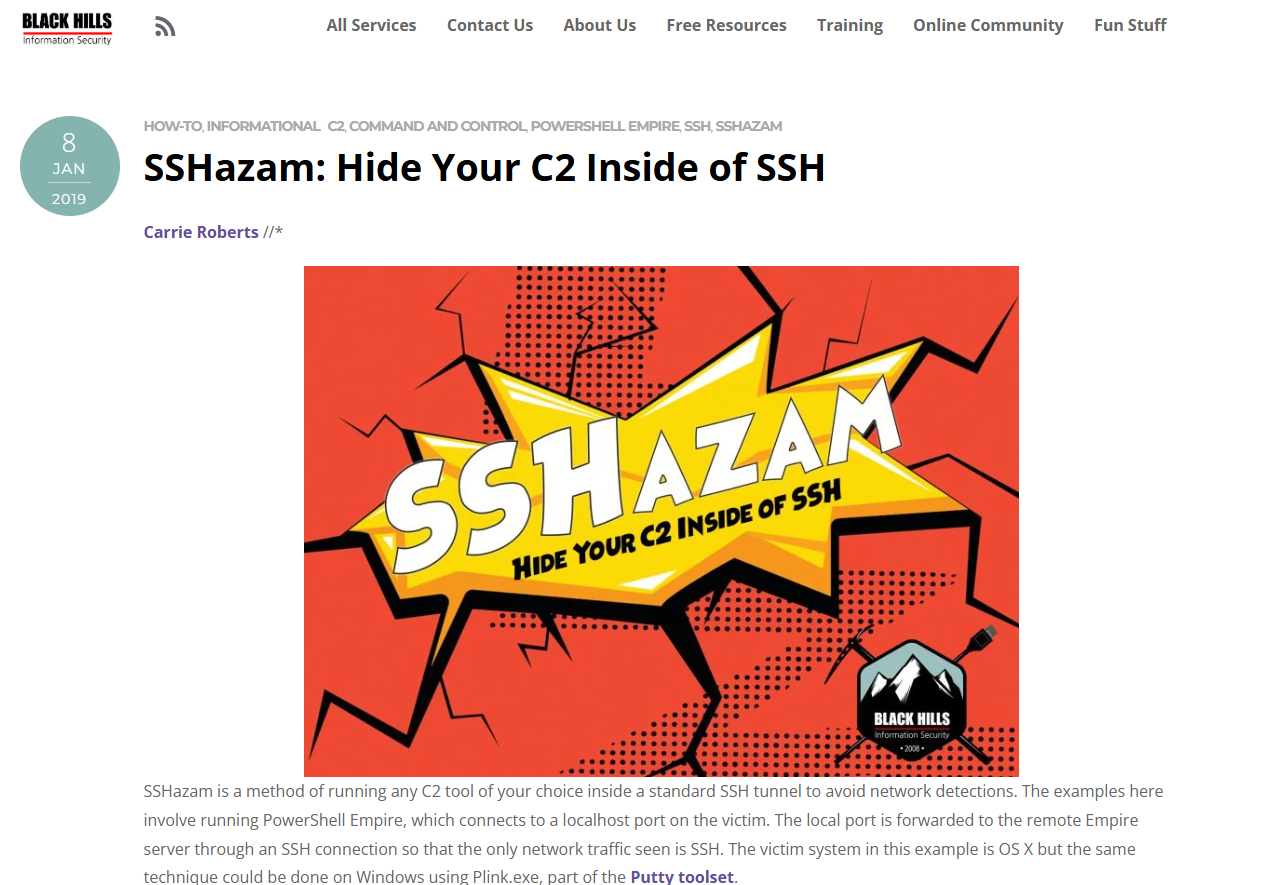 BLACK HILLS
Information Security
All Services Contact Us About Us Free Resources Training Online Community Fun Stuff
8
JAN
2019
HOW-TO, INFORMATIONAL C2, COMMAND AND CONTROL, POWERSHELL EMPIRE, SSH, SSHAZAM
SSHazam: Hide Your C2 Inside of SSH
Carrie Roberts //*
SSHAZAM
HIDE YOUR C2 INSIDE OF SSH
BLACK HILLS
Information Security
• 2008 •
SSHazam is a method of running any C2 tool of your choice inside a standard SSH tunnel to avoid network detections. The examples here
involve running PowerShell Empire, which connects to a localhost port on the victim. The local port is forwarded to the remote Empire
server through an SSH connection so that the only network traffic seen is SSH. The victim system in this example is OS X but the same
technique could be done on Windows using Plink.exe, part of the Putty toolset.